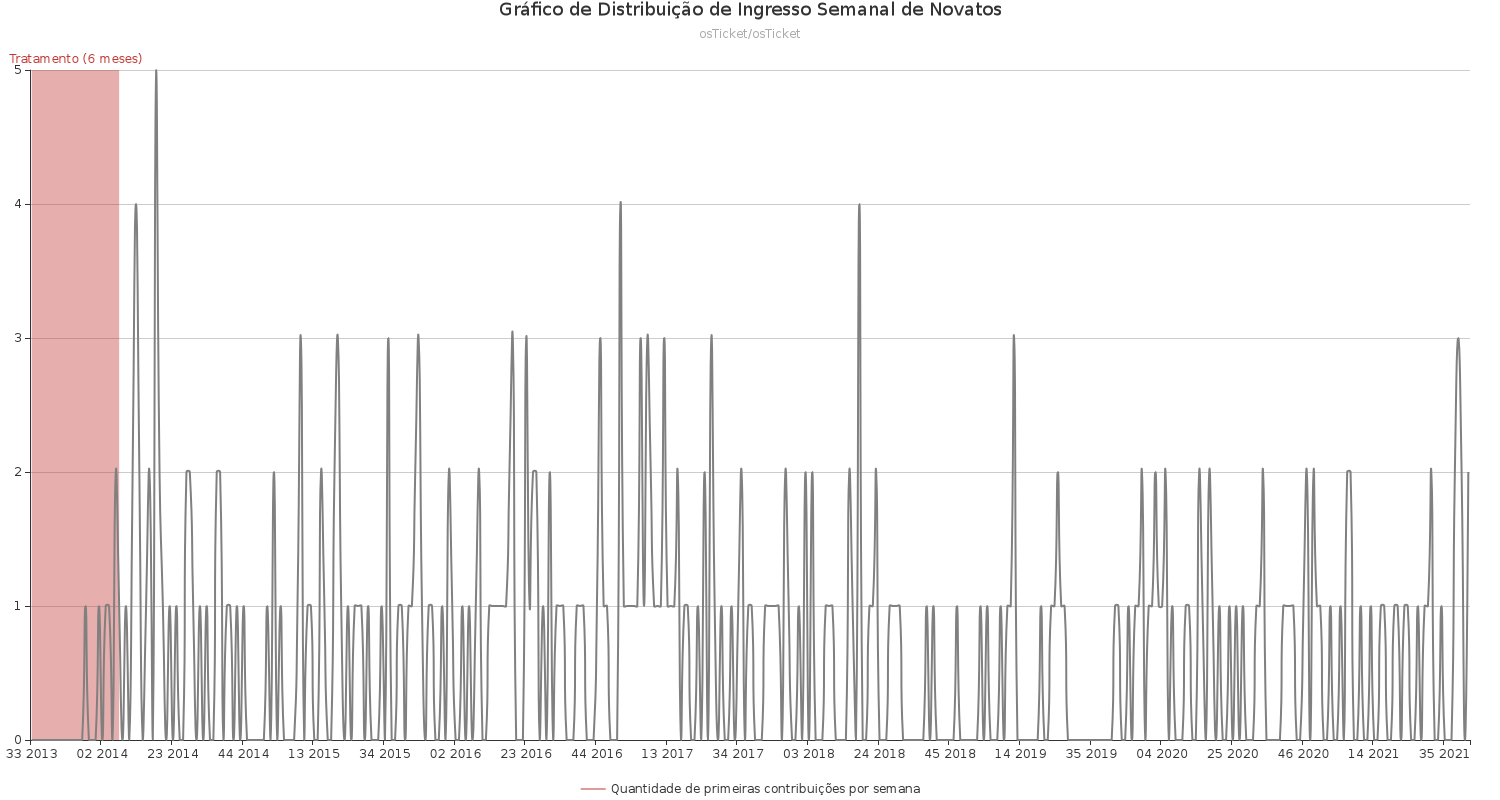 Gráfico de Distribuição de Ingresso Semanal de Novatos
osTicket/osTicket
Tratamento (6 meses)
5
4
3
2
1
0
33 2013 02 2014 23 2014 44 2014 13 2015 34 2015 02 2016 23 2016 44 2016 13 2017 34 2017 03 2018 24 2018 45 2018 14 2019 35 2019 04 2020 25 2020 46 2020 14 2021 35 2021
Quantidade de primeiras contribuições por semana